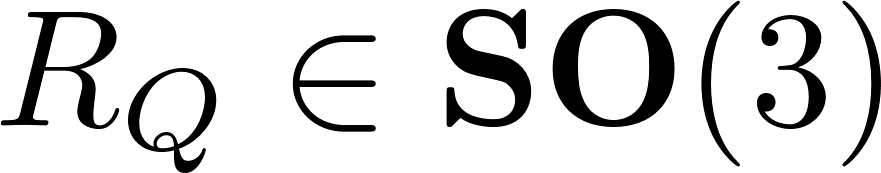 R_Q ∈ SO(3)